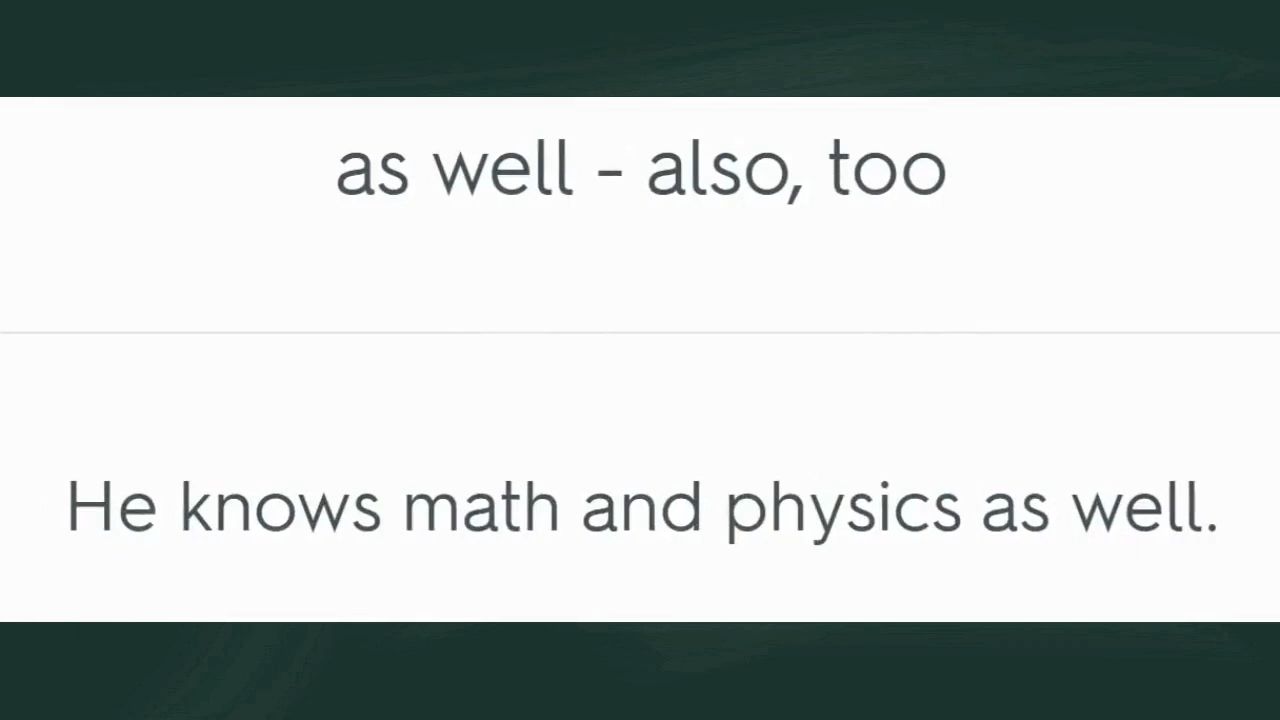 as well - also, too
He knows math and physics as well.